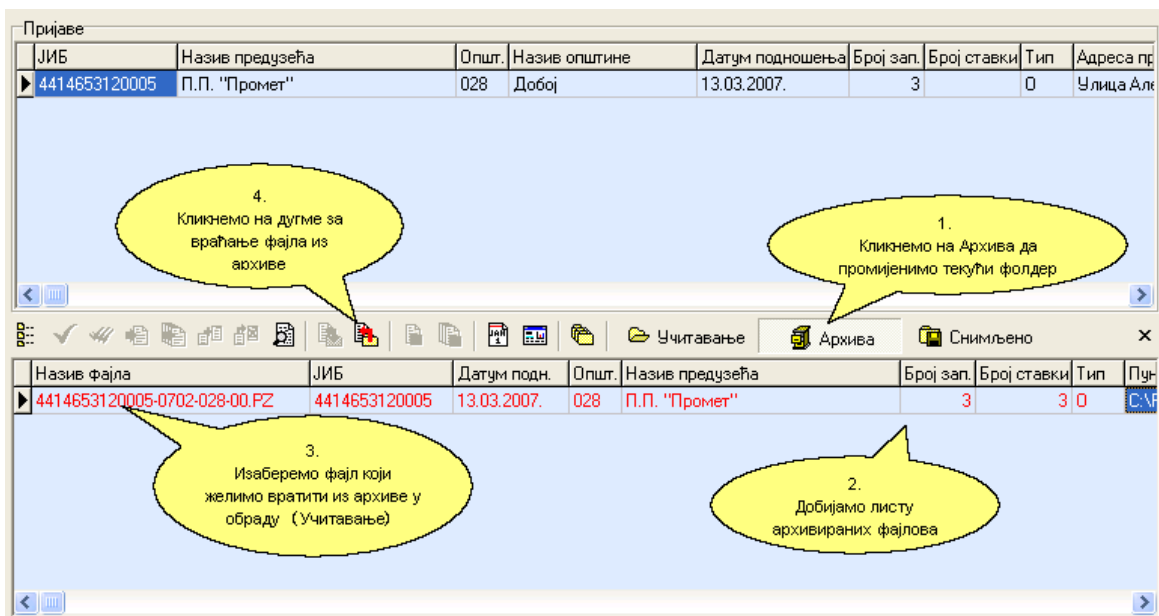 Пријаве
ЈИБ Назив предузећа Општ. Назив општине Датум подношења Број зап. Број ставки Тип Адреса пр
4414653120005 П.П. "Промет" 028 Добој 13.03.2007. 3 О Улица Але
4.
Кликнемо на дугме за
враћање фајла из
архиве
1.
Кликнемо на Архива да
промијенимо текући фолдер
Учитавање Архива Снимљено
Назив фајла ЈИБ Датум подн. Општ. Назив предузећа Број зап. Број ставки Тип Пун
4414653120005-0702-028-00.PZ 4414653120005 13.03.2007. 028 П.П. "Промет" 3 3 О C:\F
3.
Изаберемо фајл који
желимо вратити из архиве у
обраду (Учитавање)
2.
Добијамо листу
архивираних фајлова